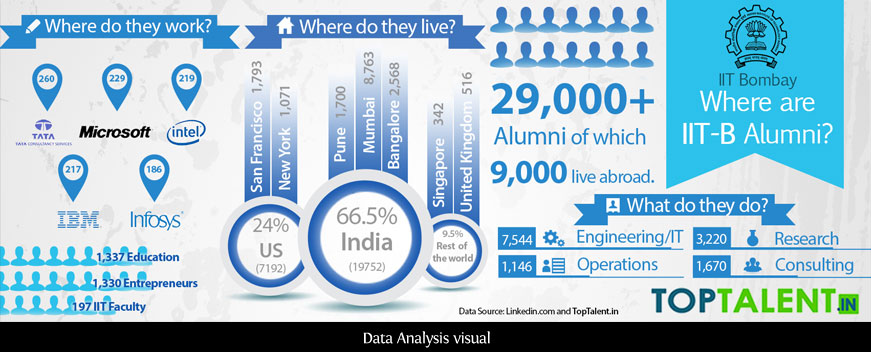 Where do they work?
260
229
219
TATA
TATA CONSULTANCY SERVICES
Microsoft
intel
217
186
IBM
Infosys
1,337 Education
1,330 Entrepreneurs
197 IIT Faculty
Where do they live?
San Francisco 1,793
New York 1,071
Pune 1,700
Mumbai 8,763
Bangalore 2,568
Singapore 342
United Kingdom 516
24%
US
(7192)
66.5%
India
(19752)
9.5%
Rest of
the world
29,000+
Alumni of which
9,000 live abroad.
IIT Bombay
Where are
IIT-B Alumni?
What do they do?
7,544 Engineering/IT
3,220 Research
1,146 Operations
1,670 Consulting
Data Source: Linkedin.com and TopTalent.in
TOPTALENT.IN
Data Analysis visual